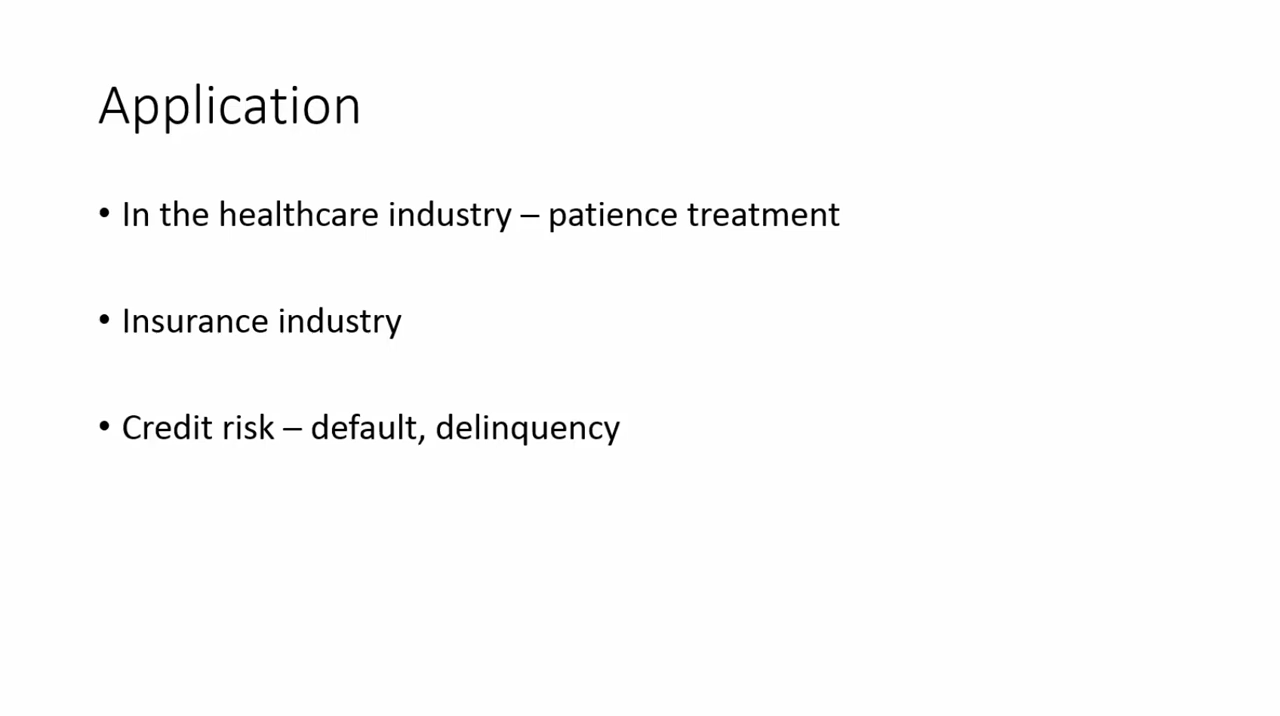 Application
• In the healthcare industry – patience treatment
• Insurance industry
• Credit risk – default, delinquency